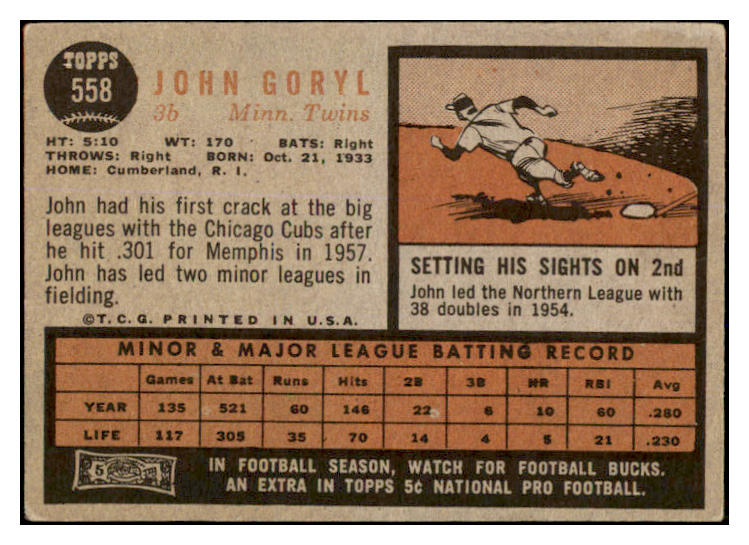 TOPPS
558
JOHN GORYL
3b Minn. Twins
HT: 5:10 WT: 170 BATS: Right
THROWS: Right BORN: Oct. 21, 1933
HOME: Cumberland, R. I.
John had his first crack at the big
leagues with the Chicago Cubs after
he hit .301 for Memphis in 1957.
John has led two minor leagues in
fielding.
©T.C.G. PRINTED IN U.S.A.
SETTING HIS SIGHTS ON 2nd
John led the Northern League with
38 doubles in 1954.
MINOR & MAJOR LEAGUE BATTING RECORD
Games At Bat Runs Hits 2B 3B HR RBI Avg
YEAR 135 521 60 146 22 6 10 60 .280
LIFE 117 305 35 70 14 4 5 21 .230
5
IN FOOTBALL SEASON, WATCH FOR FOOTBALL BUCKS.
AN EXTRA IN TOPPS 5¢ NATIONAL PRO FOOTBALL.